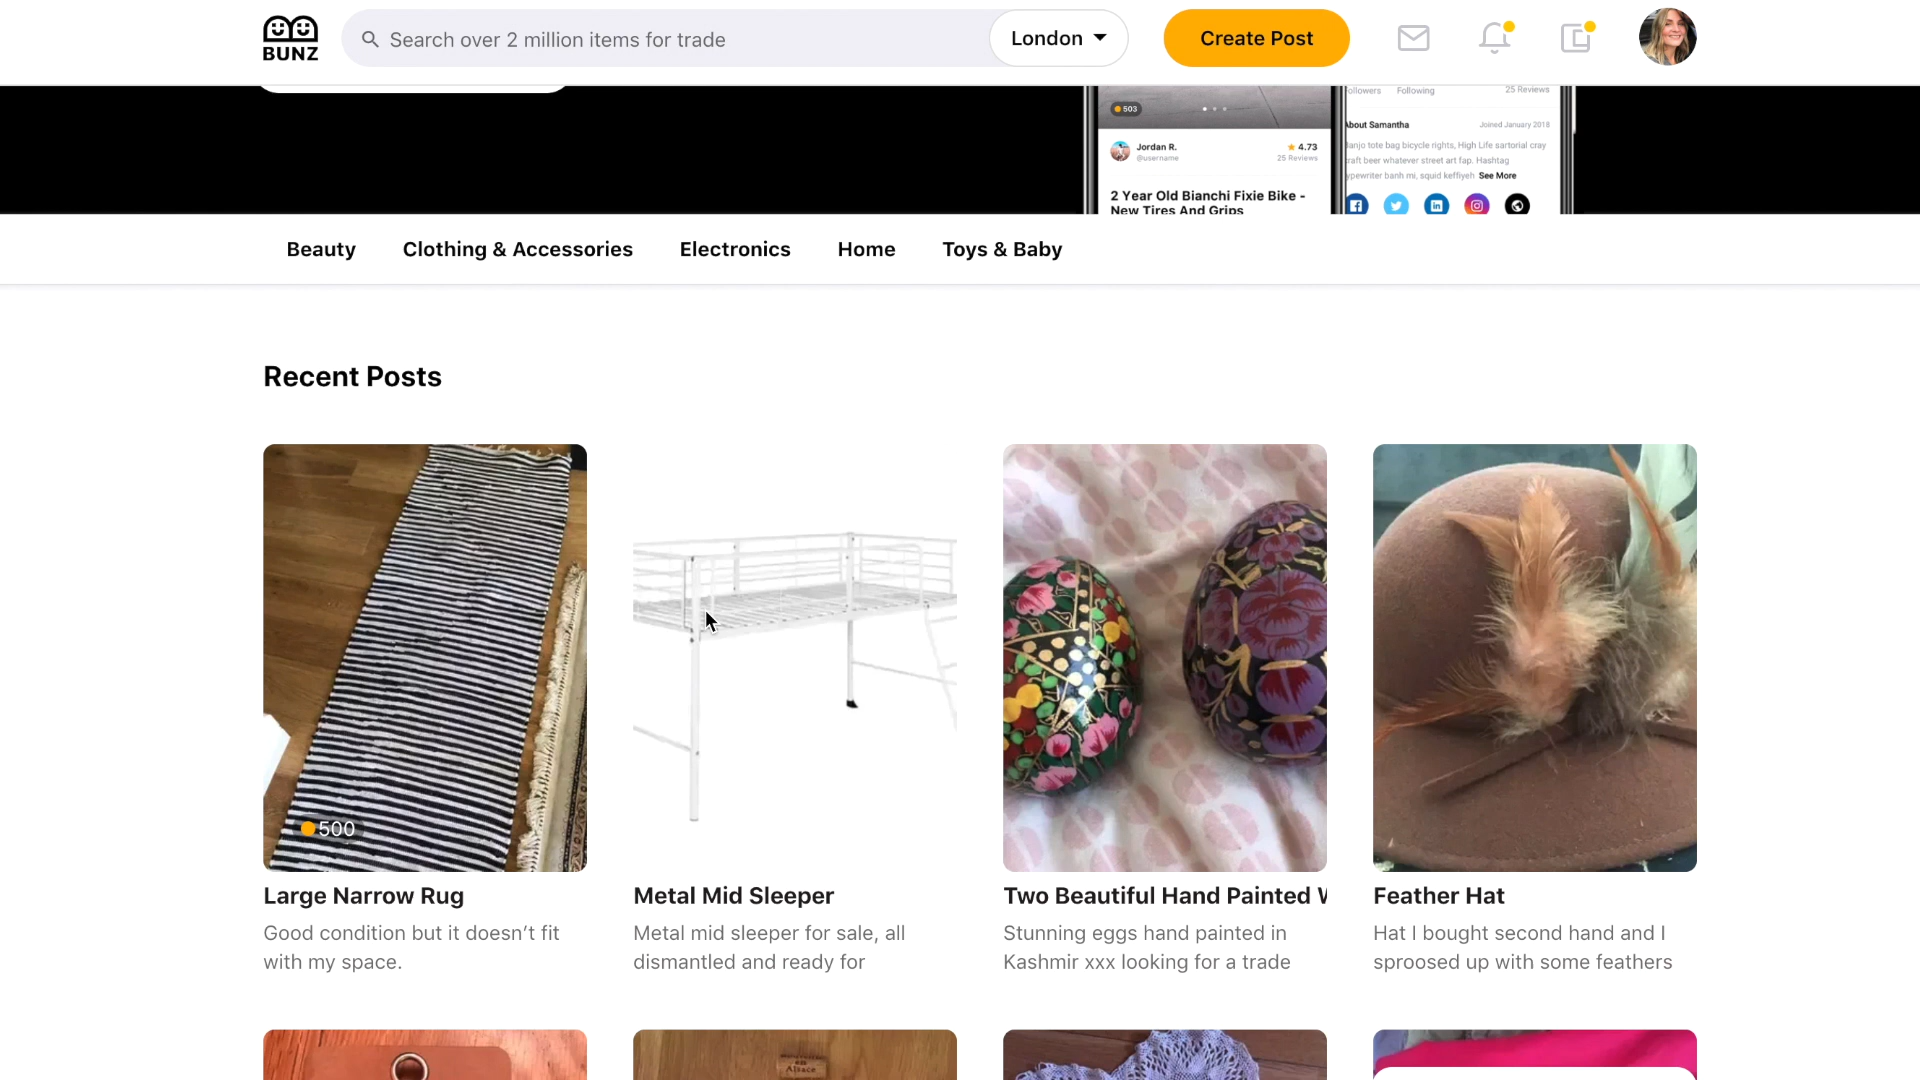 BUNZ
Search over 2 million items for trade
London
Create Post
503
Jordan R.
@username
4.73
25 Reviews
2 Year Old Bianchi Fixie Bike -
New Tires And Grips
Following
25 Reviews
About Samantha
Joined January 2018
banjo tote bag bicycle rights, High Life sartorial cray
craft beer whatever street art fap. Hashtag
typewriter banh mi, squid keffiyeh See More
Beauty
Clothing & Accessories
Electronics
Home
Toys & Baby
Recent Posts
500
Large Narrow Rug
Good condition but it doesn’t fit
with my space.
Metal Mid Sleeper
Metal mid sleeper for sale, all
dismantled and ready for
Two Beautiful Hand Painted
Stunning eggs hand painted in
Kashmir xxx looking for a trade
Feather Hat
Hat I bought second hand and I
sproosed up with some feathers
Alsace